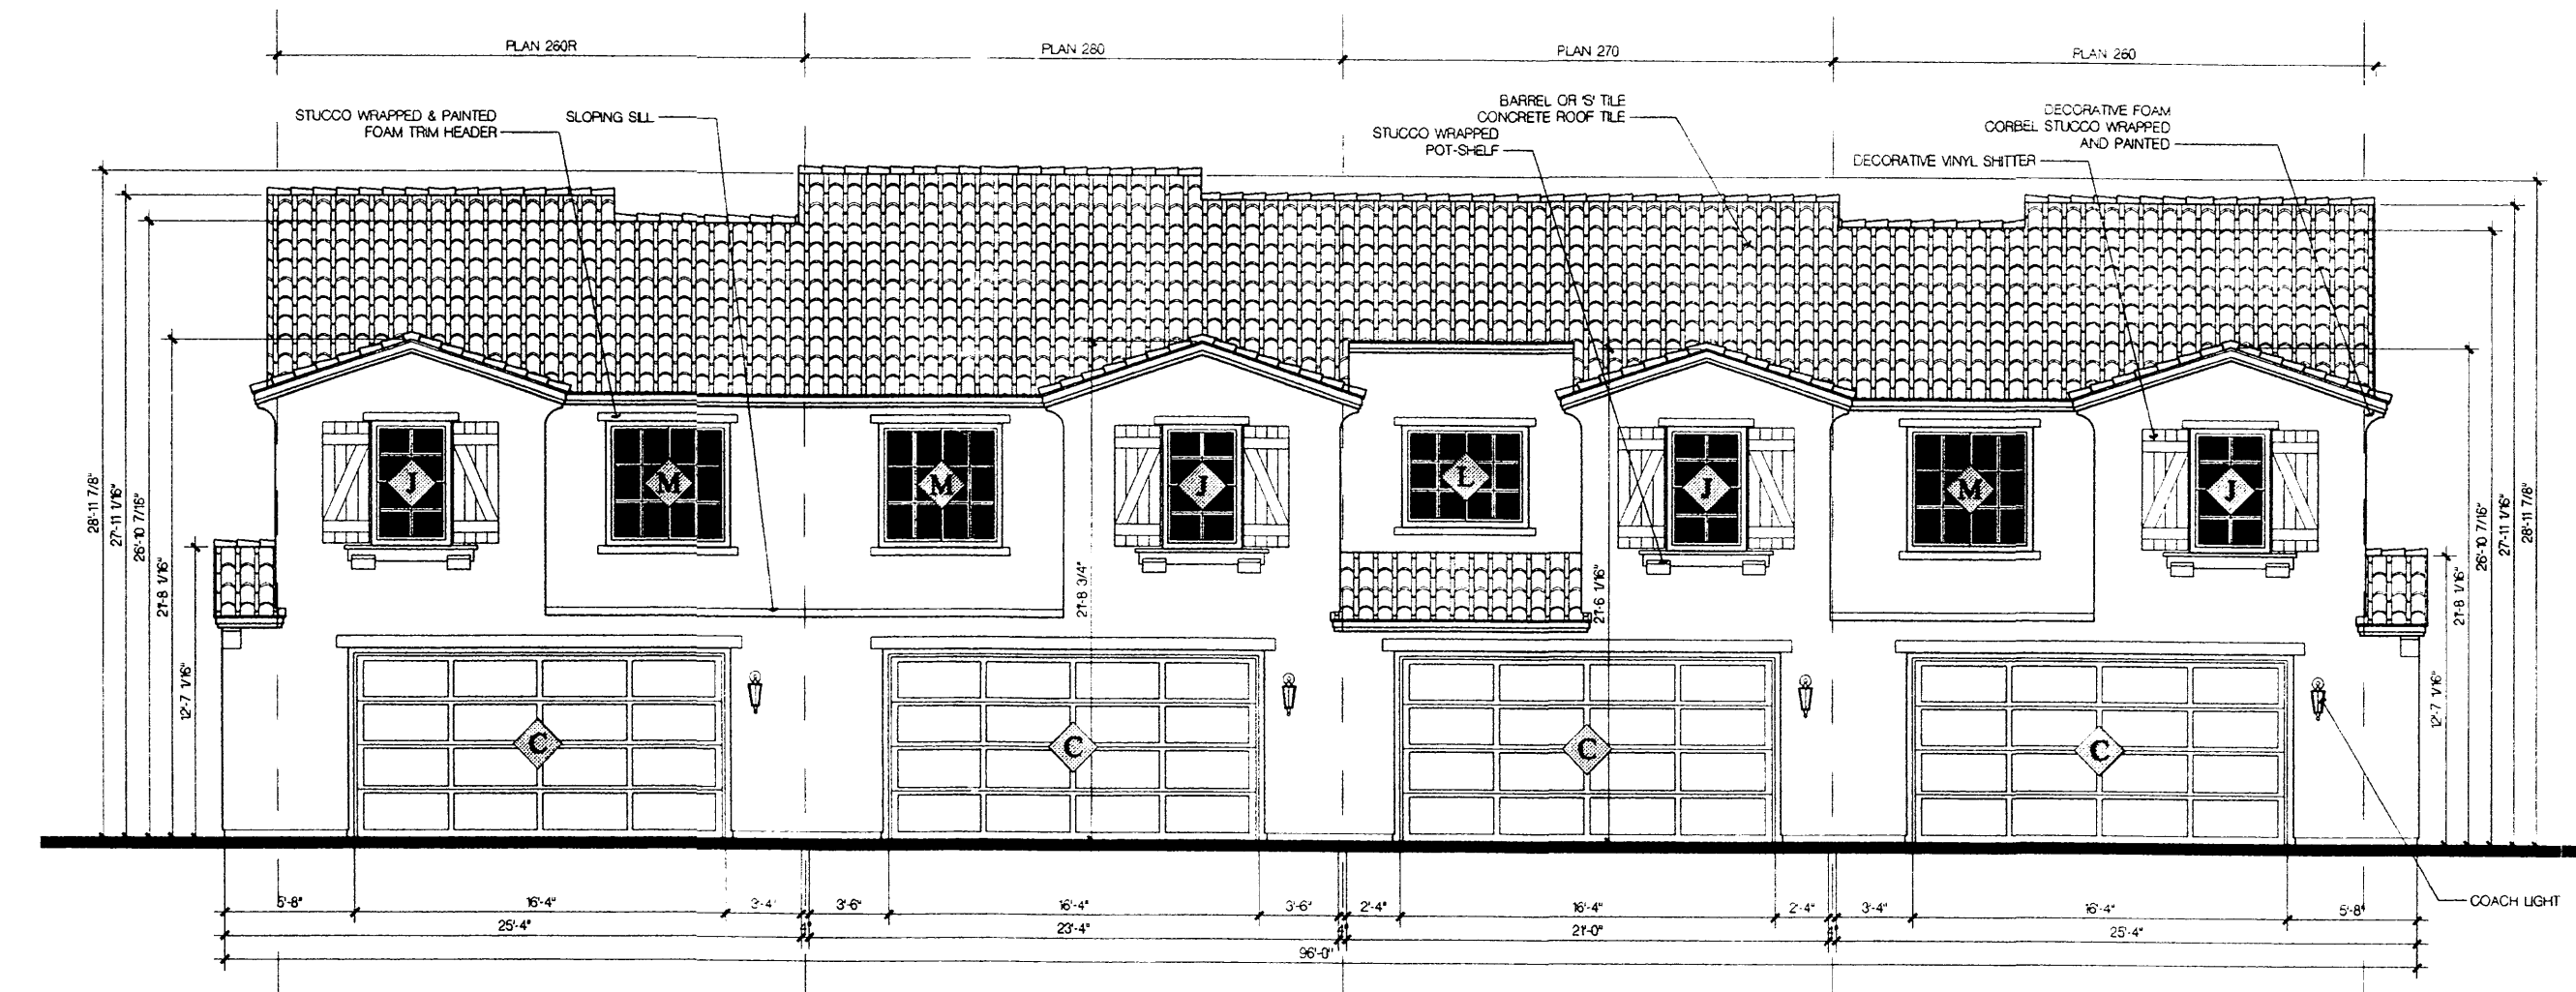 PLAN 260R
PLAN 280
PLAN 270
PLAN 260
STUCCO WRAPPED & PAINTED
FOAM TRIM HEADER
SLOPING SILL
BARREL OR 'S' TILE
CONCRETE ROOF TILE
STUCCO WRAPPED
POT-SHELF
DECORATIVE FOAM
CORBEL STUCCO WRAPPED
AND PAINTED
DECORATIVE VINYL SHITTER
28'-11 7/8"
27'-11 1/16"
26'-10 7/16"
21'-8 1/16"
12'-7 1/16"
J
M
M
J
L
J
M
J
21'-8 3/4"
21'-6 1/16"
12'-7 1/16"
21'-8 1/16"
26'-10 7/16"
27'-11 1/16"
28'-11 7/8"
C
C
C
C
COACH LIGHT
5'-8"
16'-4"
3'-4"
3'-6"
16'-4"
3'-6"
2'-4"
16'-4"
2'-4"
3'-4"
16'-4"
5'-8"
25'-4"
23'-4"
21'-0"
25'-4"
96'-0"